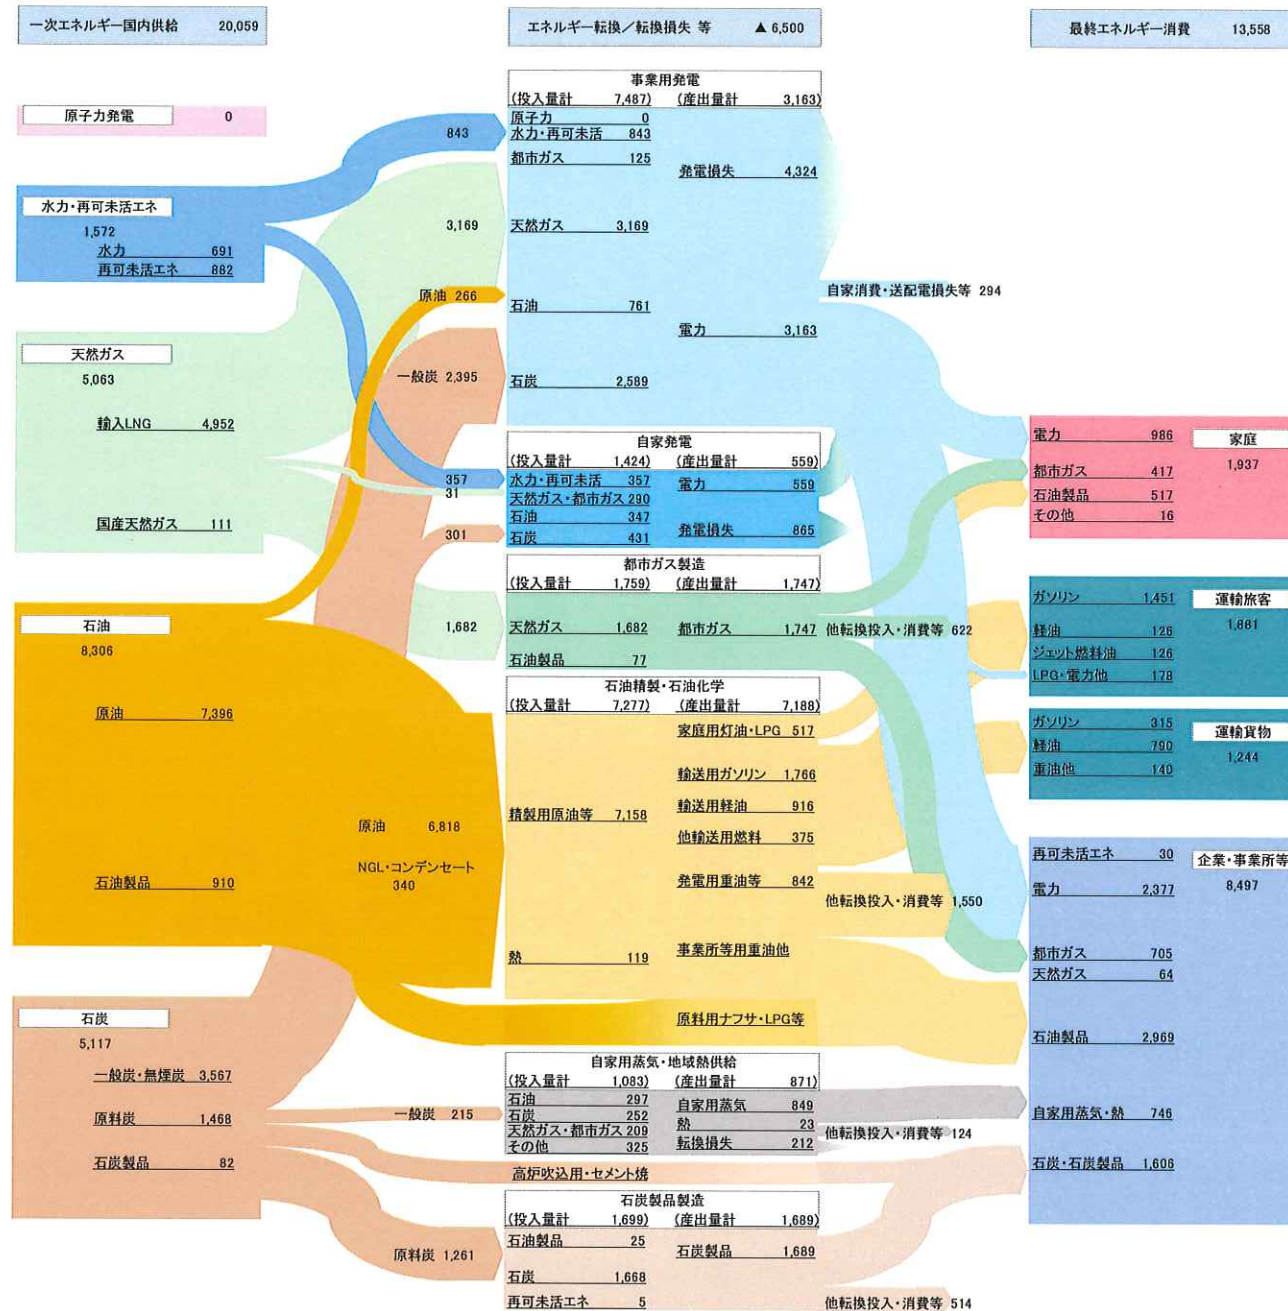 一次エネルギー国内供給 20,059
エネルギー転換/転換損失 等 ▲ 6,500
最終エネルギー消費 13,558
原子力発電 0
水力・再可未活エネ
1,572
水力 691
再可未活エネ 882
天然ガス
5,063
輸入LNG 4,952
国産天然ガス 111
石油
8,306
原油 7,396
石油製品 910
石炭
5,117
一般炭・無煙炭 3,567
原料炭 1,468
石炭製品 82
843
3,169
原油 266
一般炭 2,395
357
31
301
1,682
原油 6,818
NGL・コンデンセート
340
一般炭 215
原料炭 1,261
事業用発電
(投入量計 7,487) (産出量計 3,163)
原子力 0
水力・再可未活 843
都市ガス 125
発電損失 4,324
天然ガス 3,169
石油 761
電力 3,163
石炭 2,589
自家発電
(投入量計 1,424) (産出量計 559)
水力・再可未活 357
電力 559
天然ガス・都市ガス 290
石油 347
発電損失 865
石炭 431
都市ガス製造
(投入量計 1,759) (産出量計 1,747)
天然ガス 1,682
都市ガス 1,747
石油製品 77
石油精製・石油化学
(投入量計 7,277) (産出量計 7,188)
家庭用灯油・LPG 517
輸送用ガソリン 1,766
精製用原油等 7,158
輸送用軽油 916
他輸送用燃料 375
発電用重油等 842
熱 119
事業所等用重油他
原料用ナフサ・LPG等
自家用蒸気・地域熱供給
(投入量計 1,083) (産出量計 871)
石油 297
自家用蒸気 849
石炭 252
熱 23
天然ガス・都市ガス 209
転換損失 212
その他 325
高炉吹込用・セメント焼
石炭製品製造
(投入量計 1,699) (産出量計 1,689)
石油製品 25
石炭製品 1,689
石炭 1,668
再可未活エネ 5
自家消費・送配電損失等 294
他転換投入・消費等 622
他転換投入・消費等 1,550
他転換投入・消費等 124
他転換投入・消費等 514
家庭
1,937
電力 986
都市ガス 417
石油製品 517
その他 16
運輸旅客
1,881
ガソリン 1,451
軽油 126
ジェット燃料油 126
LPG・電力他 178
運輸貨物
1,244
ガソリン 315
軽油 790
重油他 140
企業・事業所等
8,497
再可未活エネ 30
電力 2,377
都市ガス 705
天然ガス 64
石油製品 2,969
自家用蒸気・熱 746
石炭・石炭製品 1,606